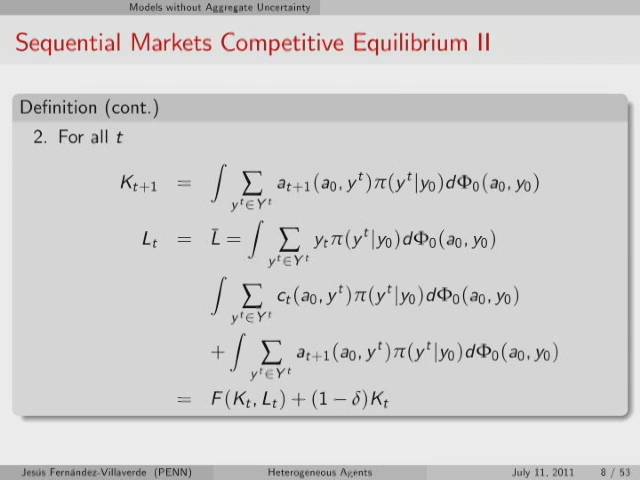 Models without Aggregate Uncertainty
Sequential Markets Competitive Equilibrium II
Definition (cont.)
2. For all t
K_{t+1} = ∫ ∑_{y^t∈Y^t} a_{t+1}(a_0, y^t)π(y^t|y_0)dΦ_0(a_0, y_0)
L_t = L̄ = ∫ ∑_{y^t∈Y^t} y_tπ(y^t|y_0)dΦ_0(a_0, y_0)
∫ ∑_{y^t∈Y^t} c_t(a_0, y^t)π(y^t|y_0)dΦ_0(a_0, y_0)
+ ∫ ∑_{y^t∈Y^t} a_{t+1}(a_0, y^t)π(y^t|y_0)dΦ_0(a_0, y_0)
= F(K_t, L_t) + (1 − δ)K_t
Jesús Fernández-Villaverde (PENN) Heterogeneous Agents July 11, 2011 8 / 53